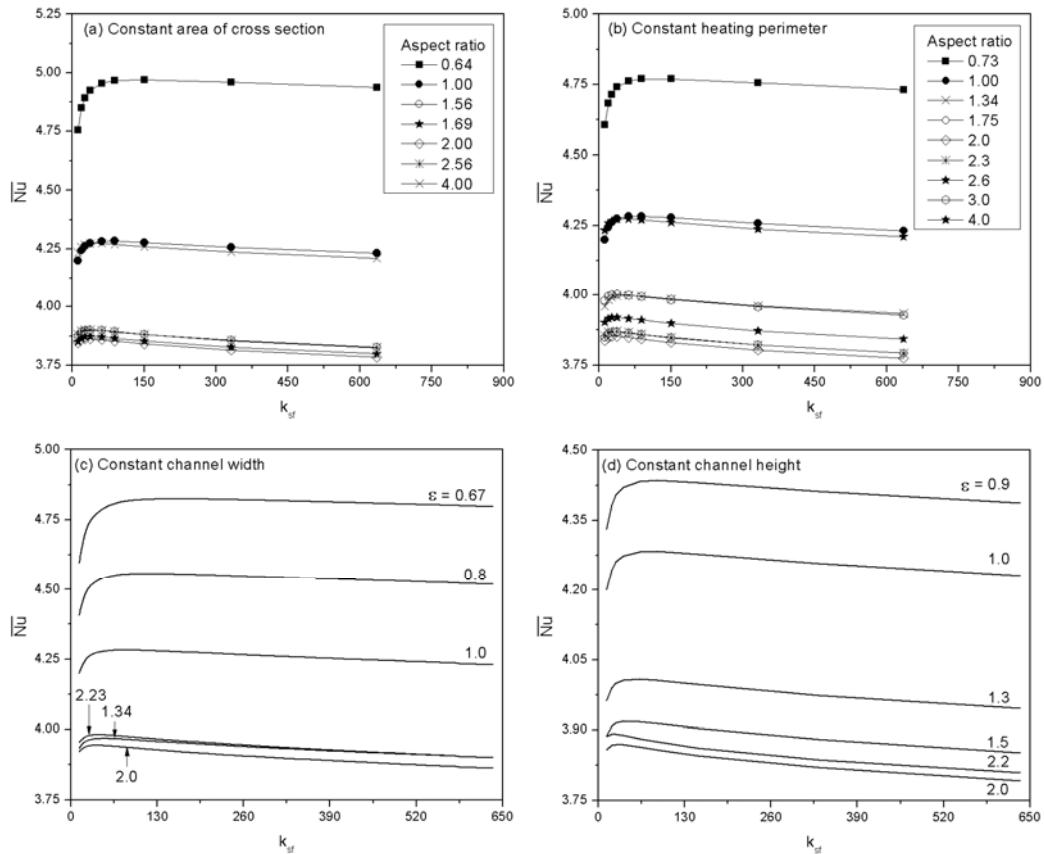 (a) Constant area of cross section
Aspect ratio
0.64
1.00
1.56
1.69
2.00
2.56
4.00
5.25
5.00
4.75
4.50
4.25
4.00
3.75
Nu
0 150 300 450 600 750 900
k_sf
(b) Constant heating perimeter
Aspect ratio
0.73
1.00
1.34
1.75
2.0
2.3
2.6
3.0
4.0
5.00
4.75
4.50
4.25
4.00
3.75
Nu
0 150 300 450 600 750 900
k_sf
(c) Constant channel width
ε = 0.67
0.8
1.0
2.23
1.34
2.0
5.00
4.75
4.50
4.25
4.00
3.75
Nu
0 130 260 390 520 650
k_sf
(d) Constant channel height
ε = 0.9
1.0
1.3
1.5
2.2
2.0
4.50
4.35
4.20
4.05
3.90
3.75
Nu
0 130 260 390 520 650
k_sf